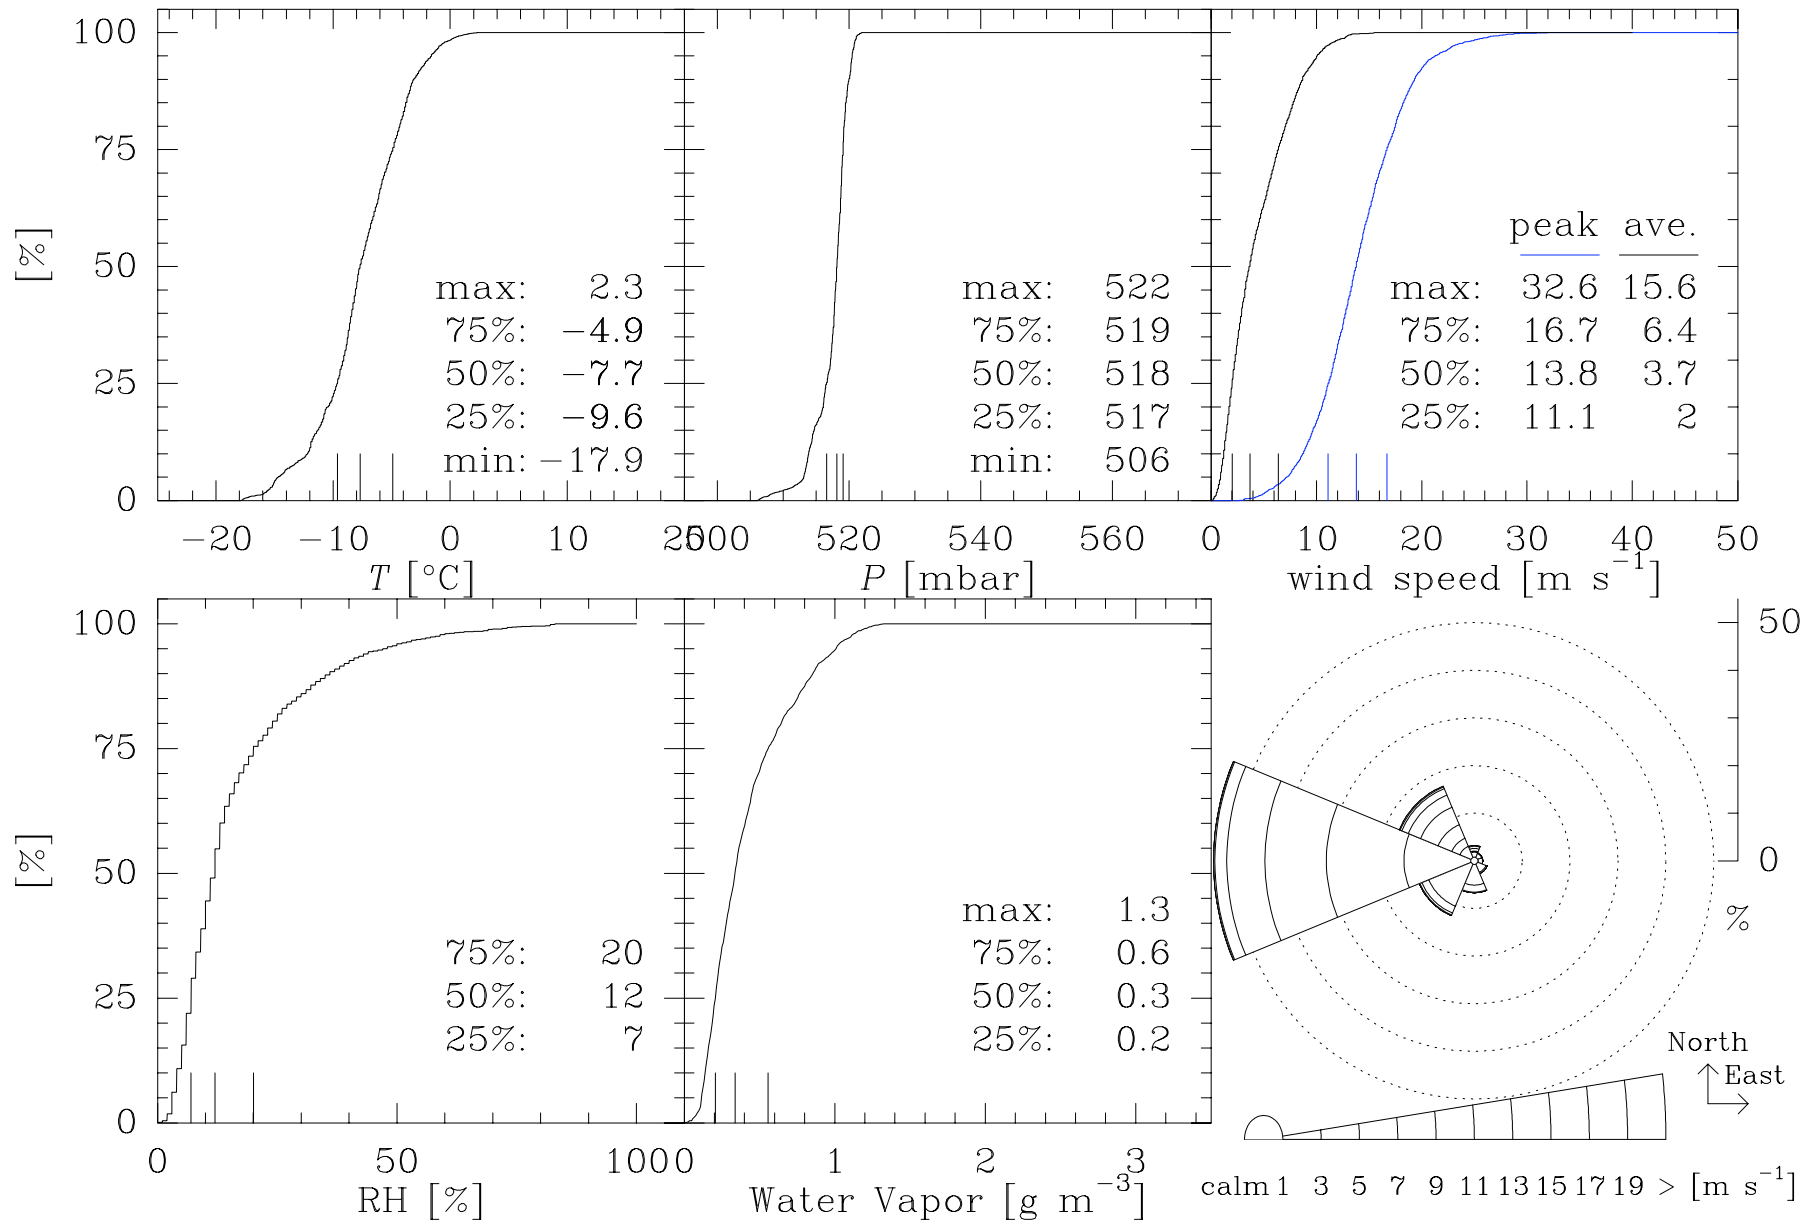 100
75
[%]
50
25
0
max: 2.3
75%: −4.9
50%: −7.7
25%: −9.6
min: −17.9
−20 −10 0 10 20
T [°C]
max: 522
75%: 519
50%: 518
25%: 517
min: 506
500 520 540 560
P [mbar]
peak ave.
max: 32.6 15.6
75%: 16.7 6.4
50%: 13.8 3.7
25%: 11.1 2
0 10 20 30 40 50
wind speed [m s−1]
100
75
[%]
50
25
0
75%: 20
50%: 12
25%: 7
0 50 100
RH [%]
max: 1.3
75%: 0.6
50%: 0.3
25%: 0.2
0 1 2 3
Water Vapor [g m−3]
50
0
%
North
East
calm 1 3 5 7 9 11 13 15 17 19 > [m s−1]